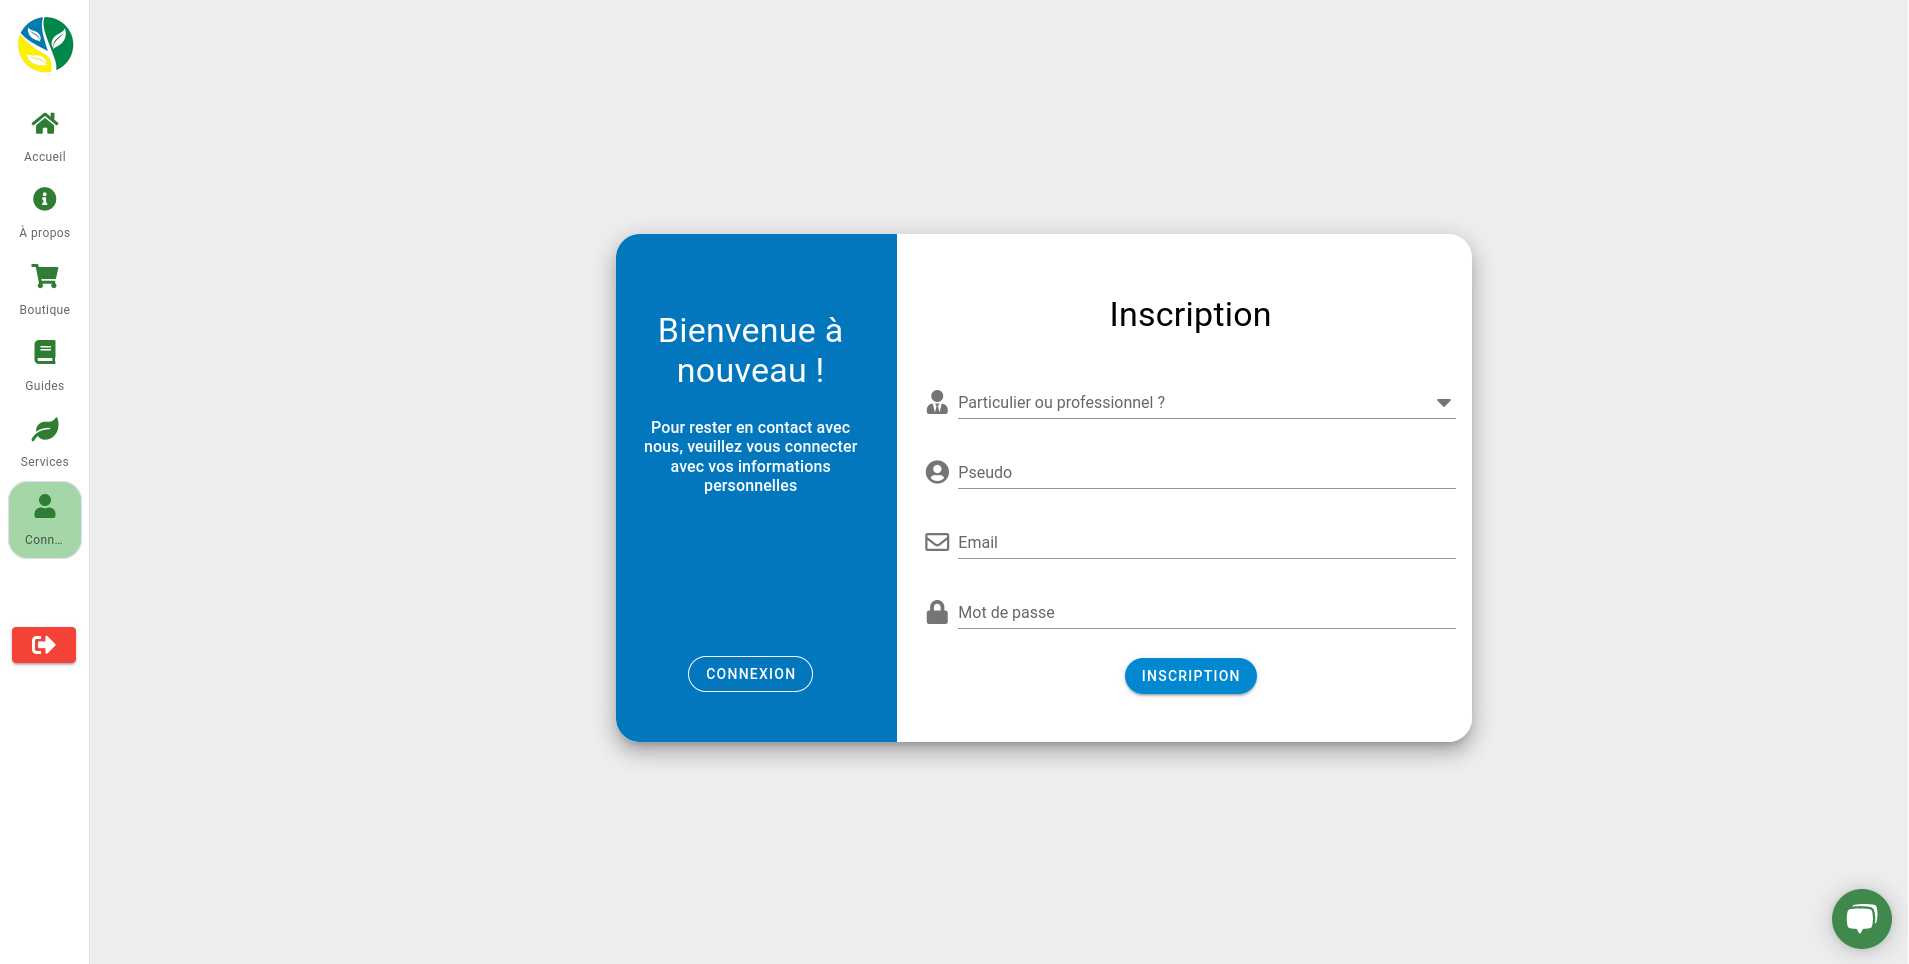 Accueil
À propos
Boutique
Guides
Services
Conn…
Bienvenue à
nouveau !
Pour rester en contact avec
nous, veuillez vous connecter
avec vos informations
personnelles
CONNEXION
Inscription
Particulier ou professionnel ?
Pseudo
Email
Mot de passe
INSCRIPTION